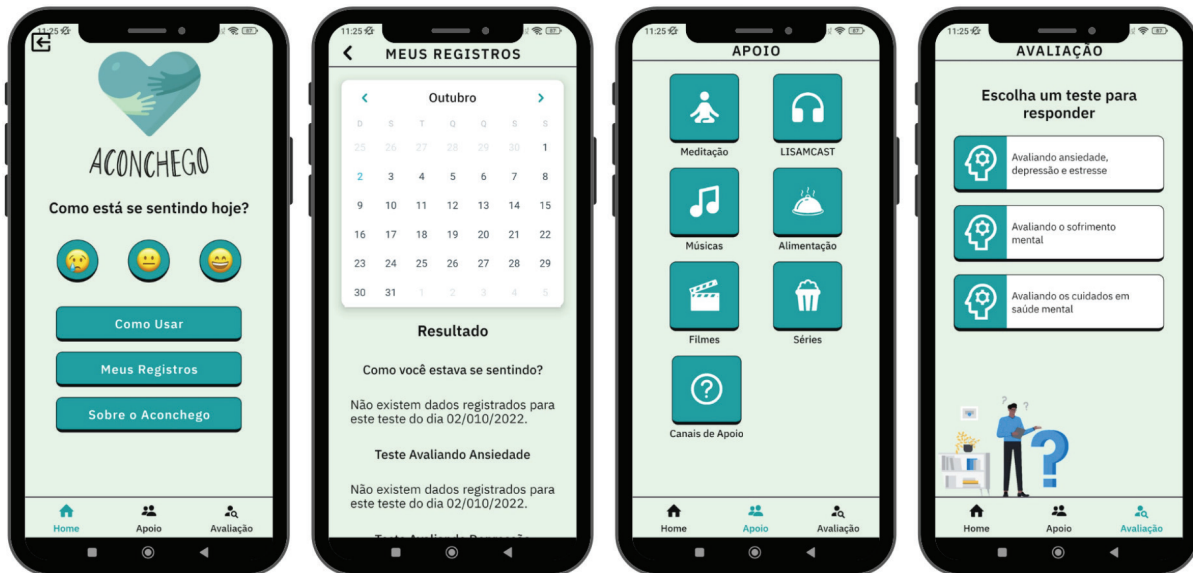 11:25
87
ACONCHEGO
Como está se sentindo hoje?
Como Usar
Meus Registros
Sobre o Aconchego
Home Apoio Avaliação
11:25
87
MEUS REGISTROS
Outubro
D S T Q Q S S
25 26 27 28 29 30 1
2 3 4 5 6 7 8
9 10 11 12 13 14 15
16 17 18 19 20 21 22
23 24 25 26 27 28 29
30 31 1 2 3 4 5
Resultado
Como você estava se sentindo?
Não existem dados registrados para
este teste do dia 02/010/2022.
Teste Avaliando Ansiedade
Não existem dados registrados para
este teste do dia 02/010/2022.
Teste Avaliando Depressão
11:25
87
APOIO
Meditação LISAMCAST
Músicas Alimentação
Filmes Séries
?
Canais de Apoio
Home Apoio Avaliação
11:25
87
AVALIAÇÃO
Escolha um teste para
responder
Avaliando ansiedade,
depressão e estresse
Avaliando o sofrimento
mental
Avaliando os cuidados em
saúde mental
? ?
?
Home Apoio Avaliação